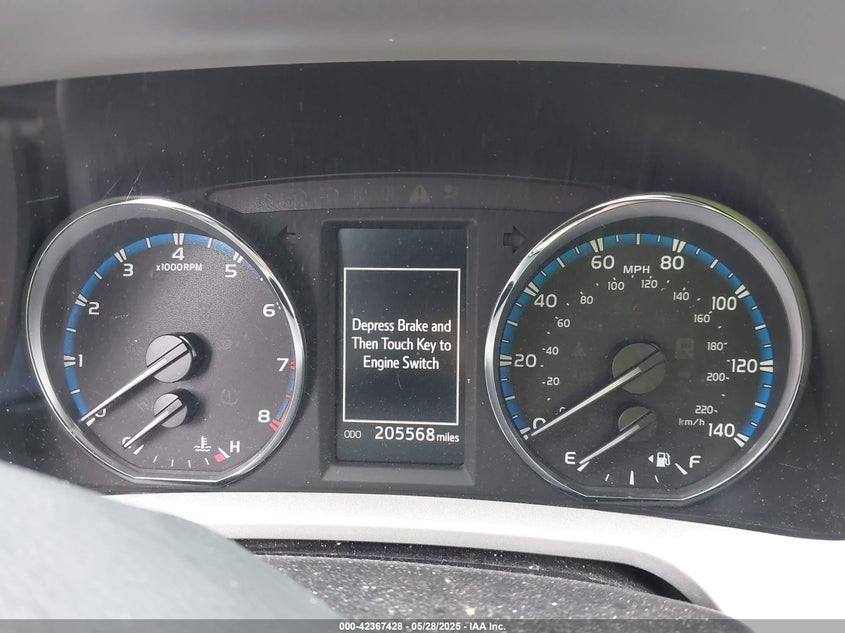 x1000RPM
0
1
2
3
4
5
6
7
8
H
Depress Brake and
Then Touch Key to
Engine Switch
ODO 205568 miles
MPH
0
20
40
60
80
100
120
140
20
40
60
80
100
120
140
160
180
200
220
km/h
E
F
000-42367428 - 05/28/2025 - IAA Inc.